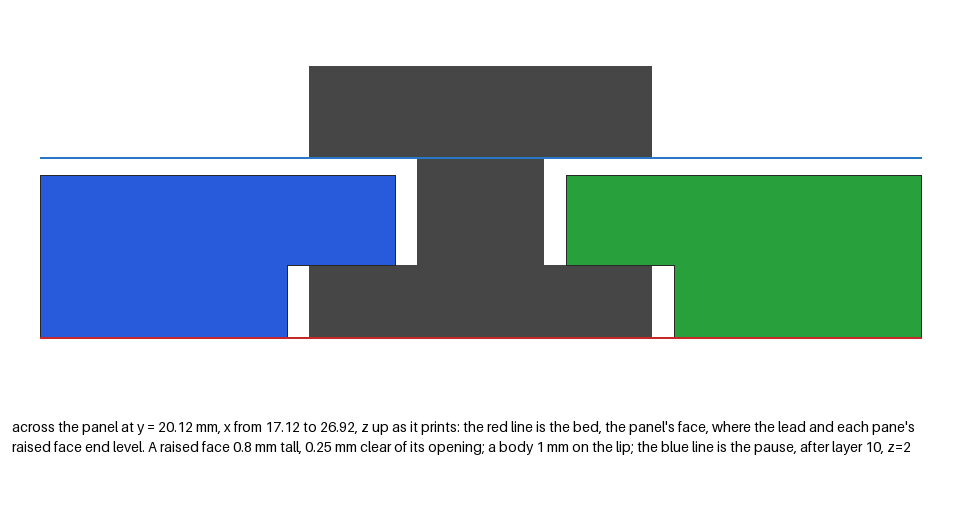 across the panel at y = 20.12 mm, x from 17.12 to 26.92, z up as it prints: the red line is the bed, the panel's face, where the lead and each pane's
raised face end level. A raised face 0.8 mm tall, 0.25 mm clear of its opening; a body 1 mm on the lip; the blue line is the pause, after layer 10, z=2